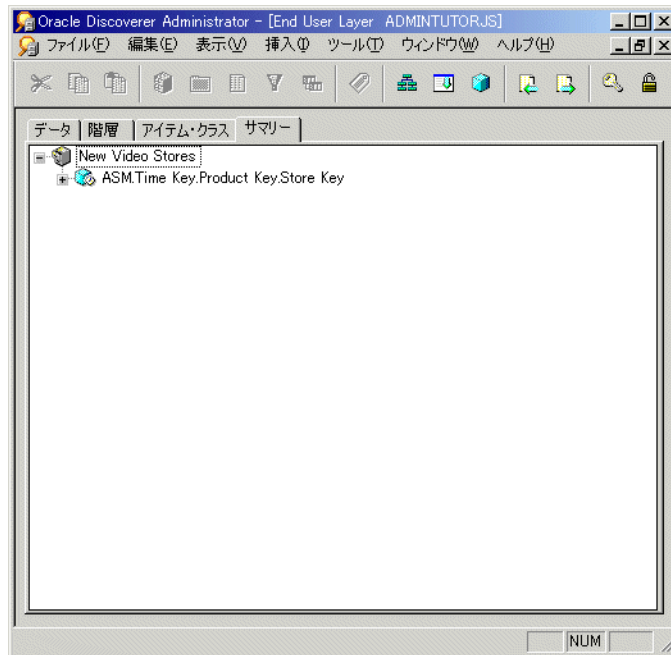 Oracle Discoverer Administrator - [End User Layer ADMINTUTORJS]
ファイル(F) 編集(E) 表示(V) 挿入(I) ツール(T) ウィンドウ(W) ヘルプ(H)
データ 階層 アイテム・クラス サマリー
New Video Stores
ASM.Time Key.Product Key.Store Key
NUM